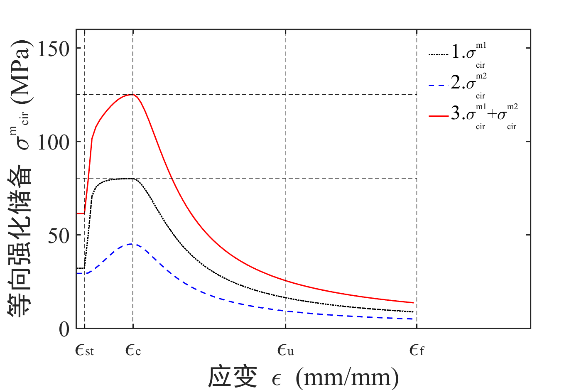 等向强化储备 σ^m_cir (MPa)
150
100
50
0
1.σ^m1_cir
2.σ^m2_cir
3.σ^m1_cir+σ^m2_cir
ϵst ϵc ϵu ϵf
应变 ϵ (mm/mm)